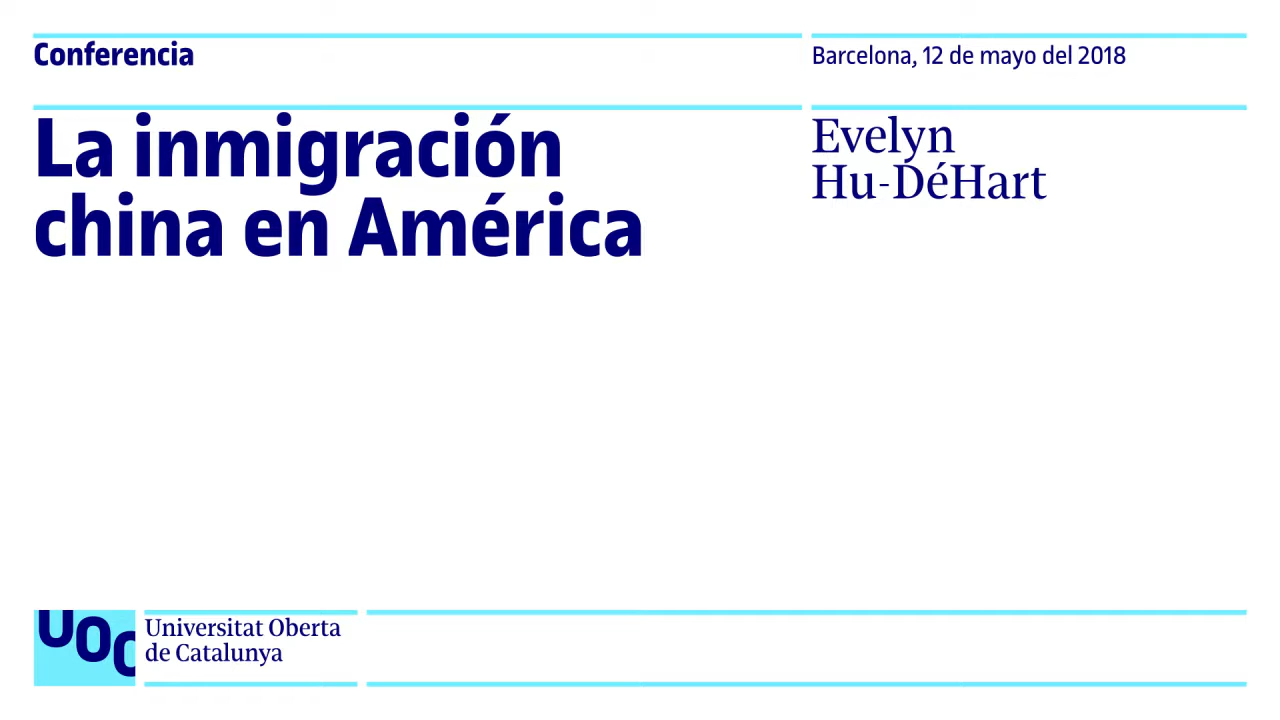 Conferencia
Barcelona, 12 de mayo del 2018
La inmigración
china en América
Evelyn
Hu-DéHart
UOC
Universitat Oberta
de Catalunya